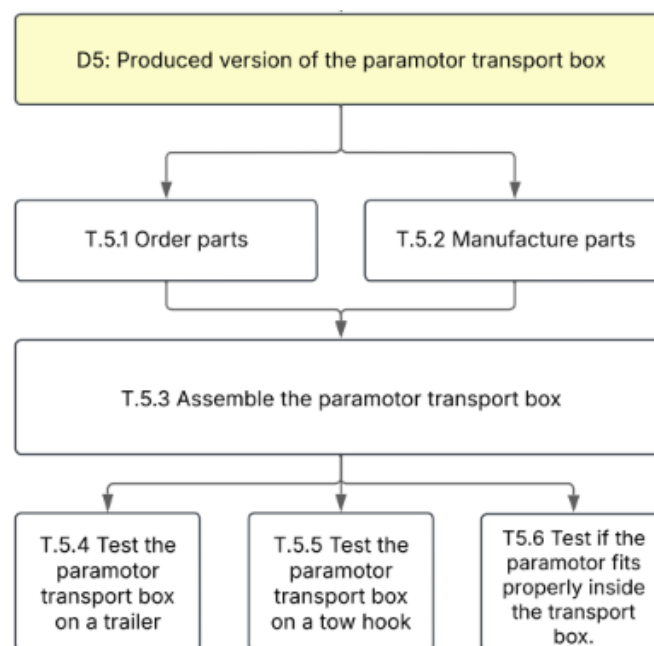 D5: Produced version of the paramotor transport box
T.5.1 Order parts
T.5.2 Manufacture parts
T.5.3 Assemble the paramotor transport box
T.5.4 Test the
paramotor
transport box
on a trailer
T.5.5 Test the
paramotor
transport box
on a tow hook
T5.6 Test if the
paramotor fits
properly inside
the transport
box.